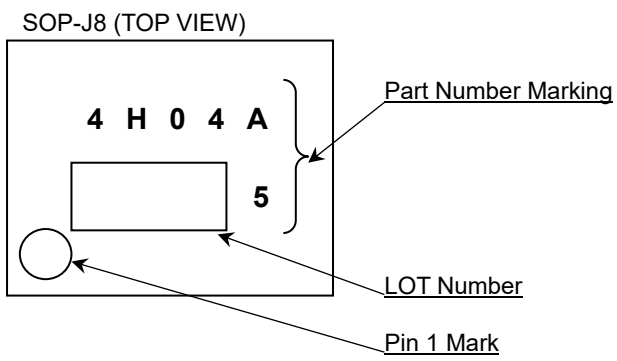 SOP-J8 (TOP VIEW)
Part Number Marking
4 H 0 4 A
5
LOT Number
Pin 1 Mark